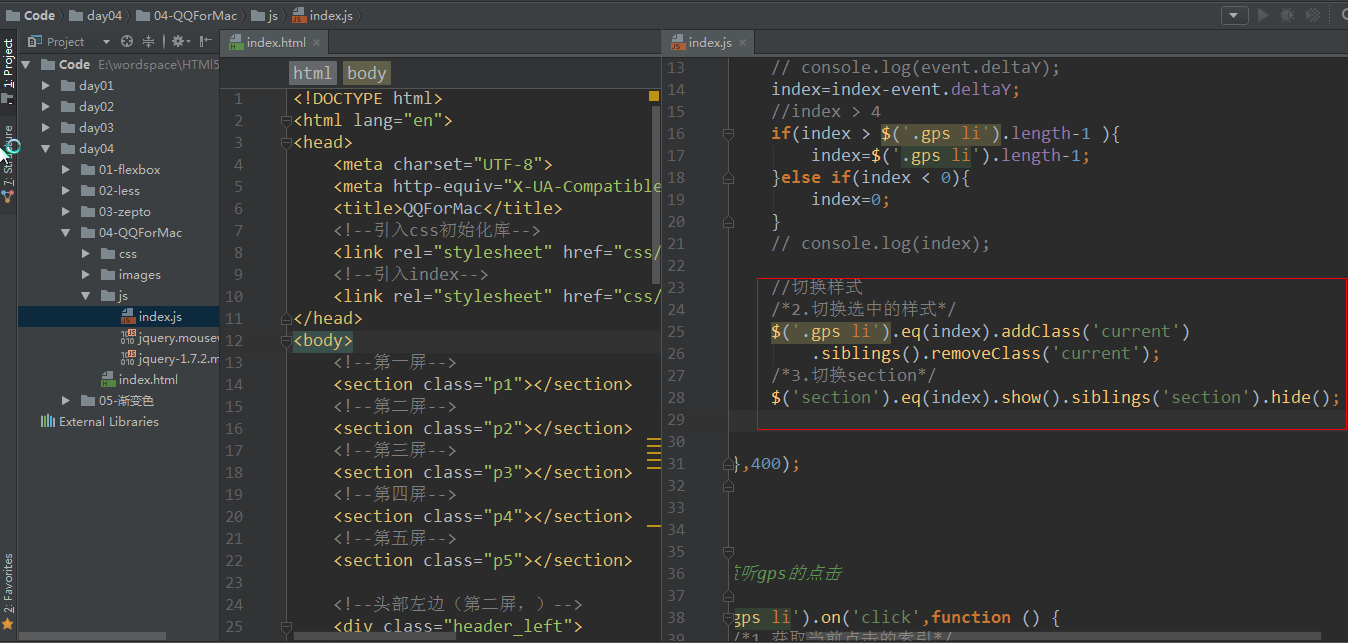 Code day04 04-QQForMac js index.js
1: Project
7: Structure
2: Favorites
Project
Code E:\wordspace\HTMl5
day01
day02
day03
day04
01-flexbox
02-less
03-zepto
04-QQForMac
css
images
js
index.js
jquery.mousew
jquery-1.7.2.m
index.html
05-渐变色
External Libraries
index.html
html body
1 <!DOCTYPE html>
2 <html lang="en">
3 <head>
4 <meta charset="UTF-8">
5 <meta http-equiv="X-UA-Compatible
6 <title>QQForMac</title>
7 <!--引入css初始化库-->
8 <link rel="stylesheet" href="css/
9 <!--引入index-->
10 <link rel="stylesheet" href="css/
11 </head>
12 <body>
13 <!--第一屏-->
14 <section class="p1"></section>
15 <!--第二屏-->
16 <section class="p2"></section>
17 <!--第三屏-->
18 <section class="p3"></section>
19 <!--第四屏-->
20 <section class="p4"></section>
21 <!--第五屏-->
22 <section class="p5"></section>
23
24 <!--头部左边（第二屏，）-->
25 <div class="header_left">
index.js
13 // console.log(event.deltaY);
14 index=index-event.deltaY;
15 //index > 4
16 if(index > $('.gps li').length-1 ){
17 index=$('.gps li').length-1;
18 }else if(index < 0){
19 index=0;
20 }
21 // console.log(index);
22
23 //切换样式
24 /*2.切换选中的样式*/
25 $('.gps li').eq(index).addClass('current')
26 .siblings().removeClass('current');
27 /*3.切换section*/
28 $('section').eq(index).show().siblings('section').hide();
29
30
31 },400);
32
33
34
35
36 听gps的点击
37
38 gps li').on('click',function () {
39 /*1.获取当前点击的索引*/